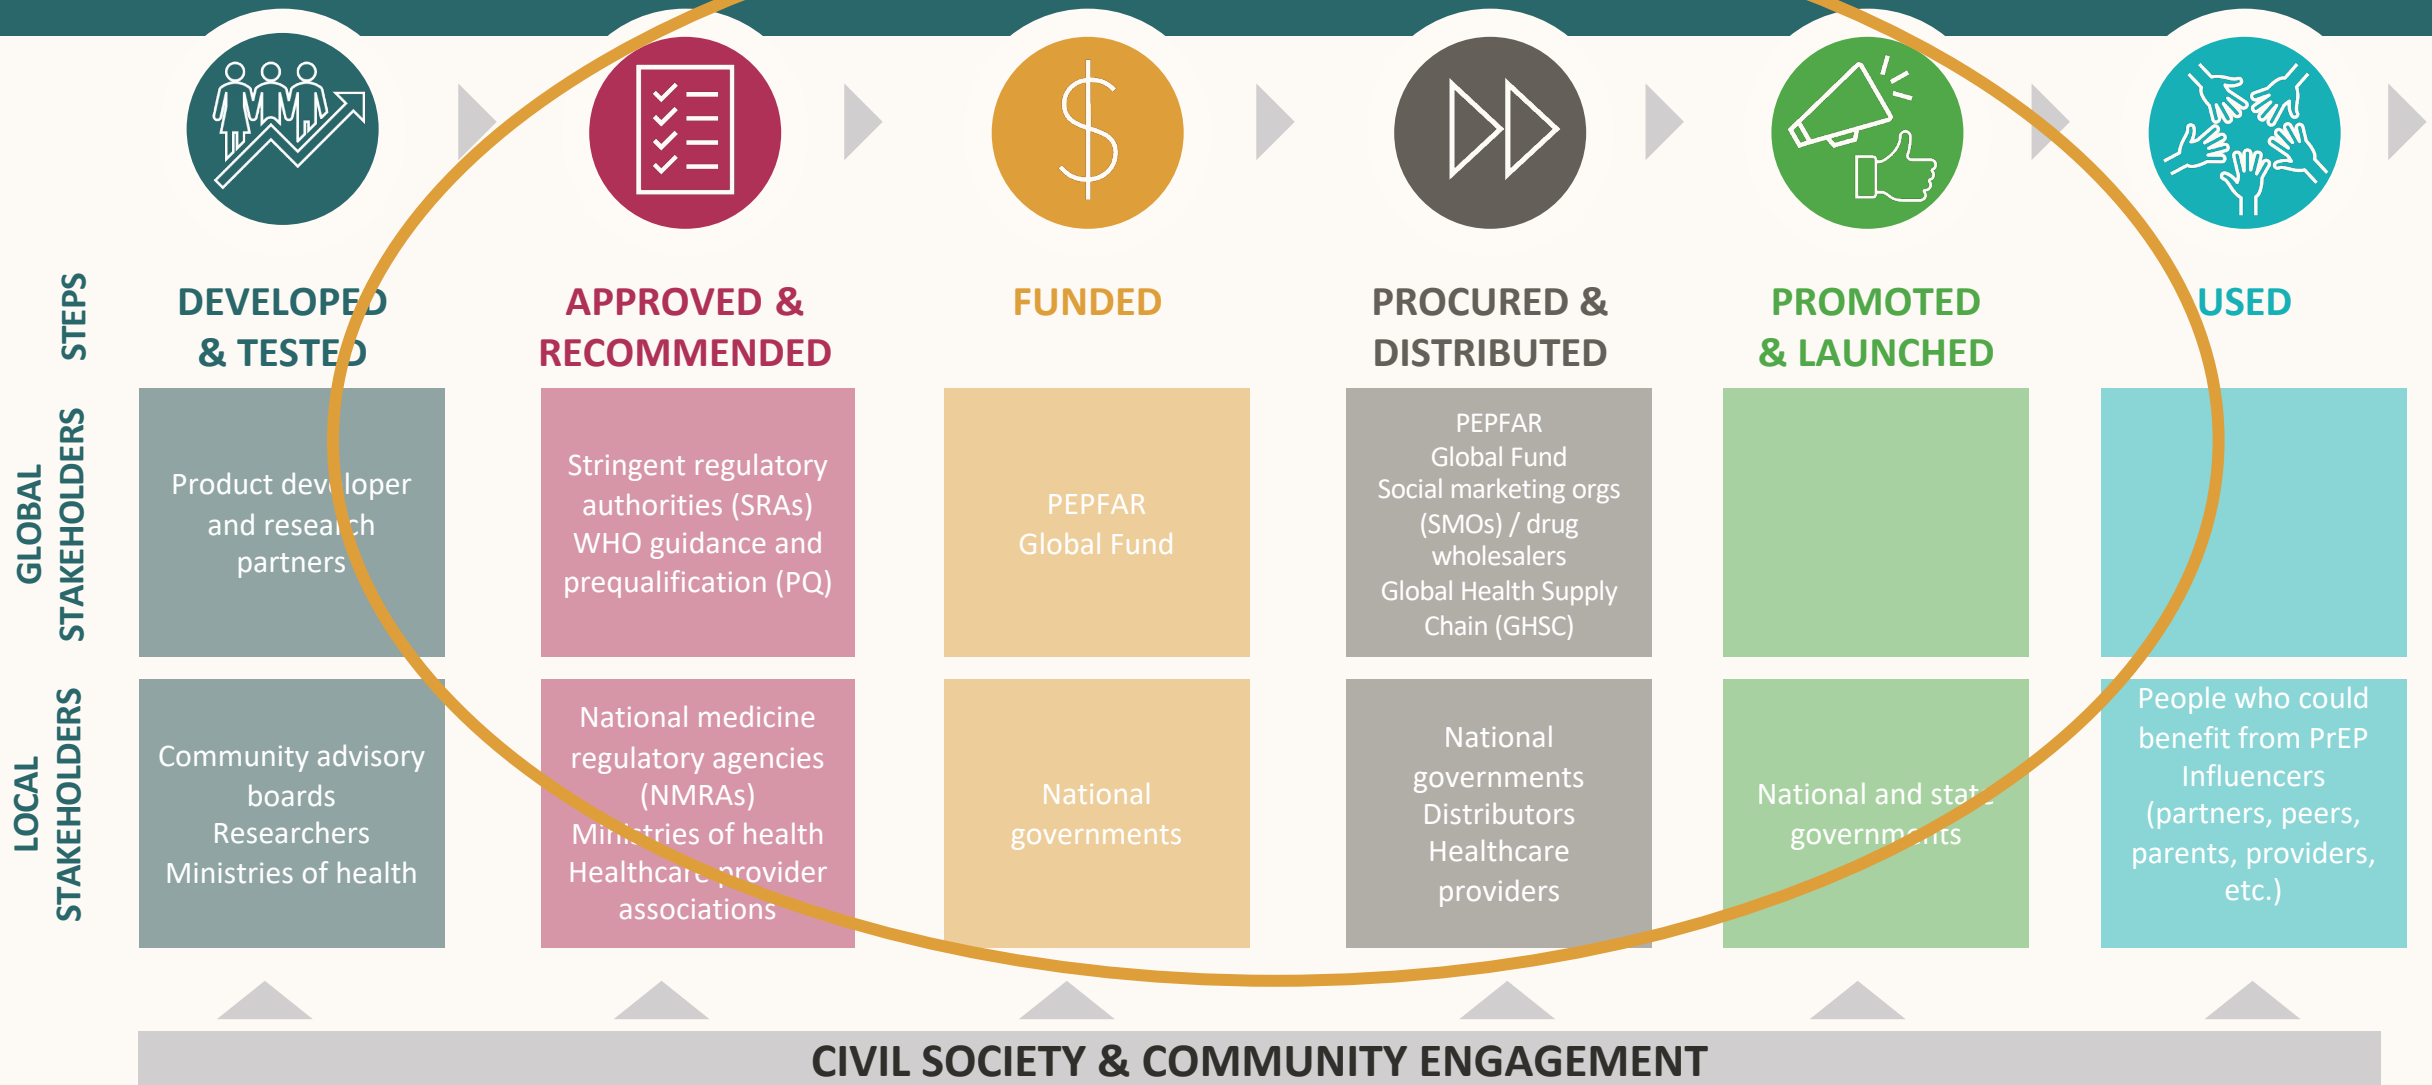 STEPS
DEVELOPED
& TESTED
APPROVED &
RECOMMENDED
FUNDED
PROCURED &
DISTRIBUTED
PROMOTED
& LAUNCHED
USED
GLOBAL
STAKEHOLDERS
Product developer
and research
partners
Stringent regulatory
authorities (SRAs)
WHO guidance and
prequalification (PQ)
PEPFAR
Global Fund
PEPFAR
Global Fund
Social marketing orgs
(SMOs) / drug
wholesalers
Global Health Supply
Chain (GHSC)
LOCAL
STAKEHOLDERS
Community advisory
boards
Researchers
Ministries of health
National medicine
regulatory agencies
(NMRAs)
Ministries of health
Healthcare provider
associations
National
governments
National
governments
Distributors
Healthcare
providers
National and state
governments
People who could
benefit from PrEP
Influencers
(partners, peers,
parents, providers,
etc.)
CIVIL SOCIETY & COMMUNITY ENGAGEMENT